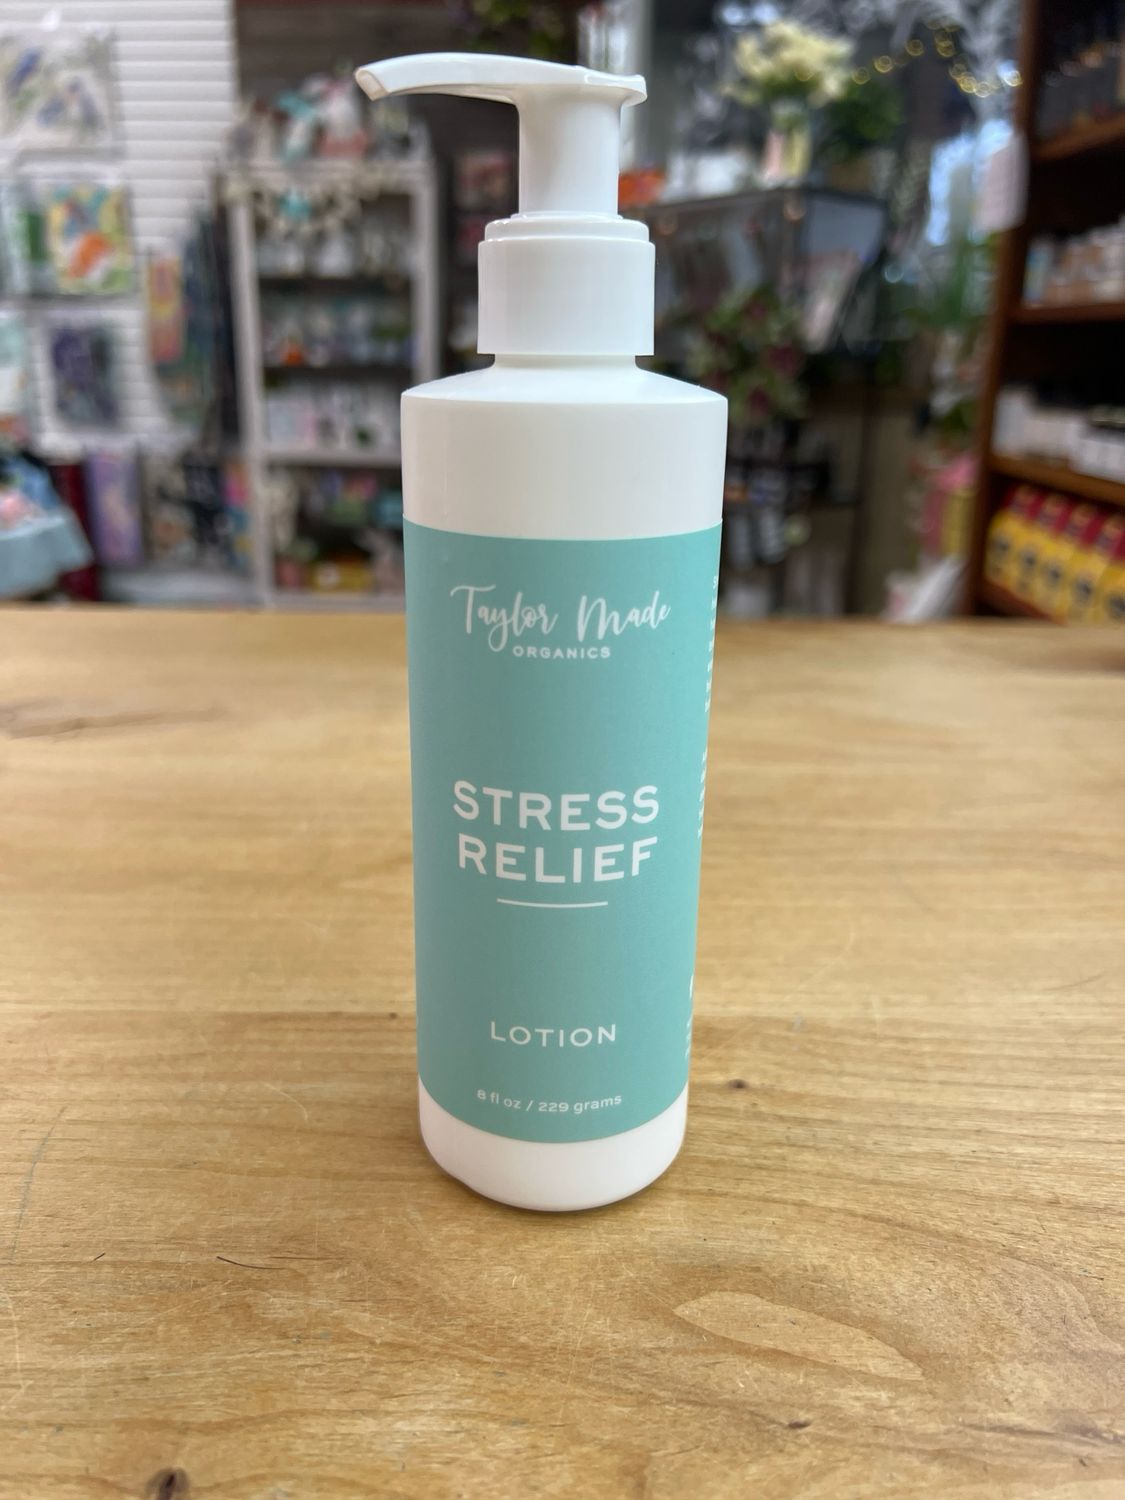 Taylor Made
ORGANICS
STRESS
RELIEF
LOTION
8 fl oz / 229 grams